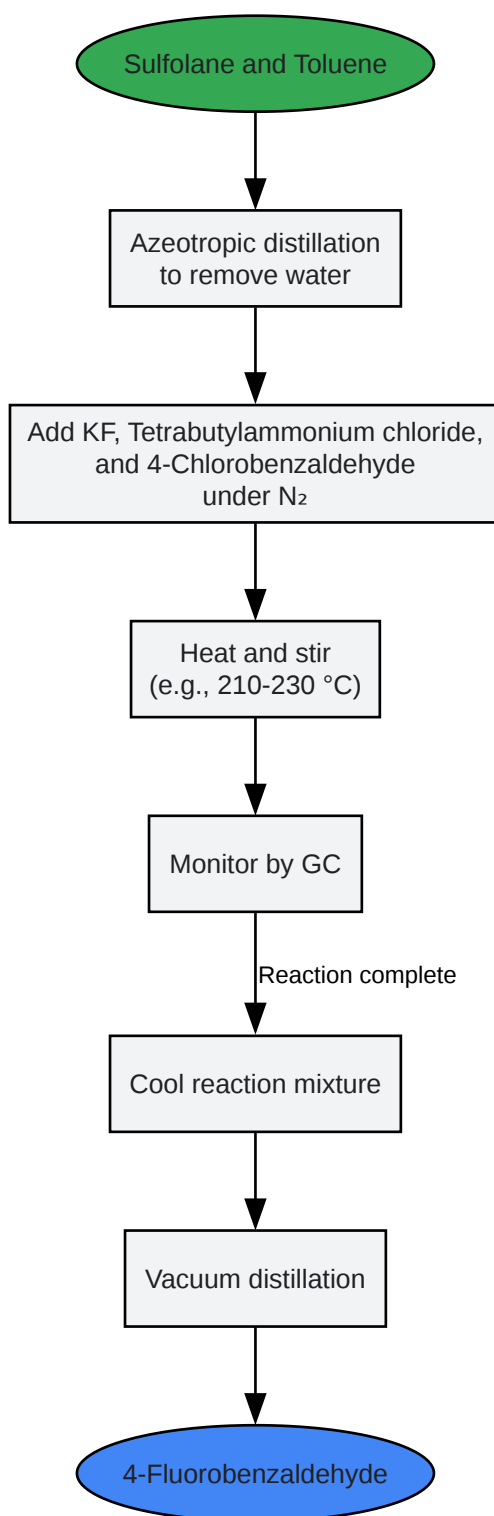 Sulfolane and Toluene
Azeotropic distillation
to remove water
Add KF, Tetrabutylammonium chloride,
and 4-Chlorobenzaldehyde
under N₂
Heat and stir
(e.g., 210-230 °C)
Monitor by GC
Reaction complete
Cool reaction mixture
Vacuum distillation
4-Fluorobenzaldehyde